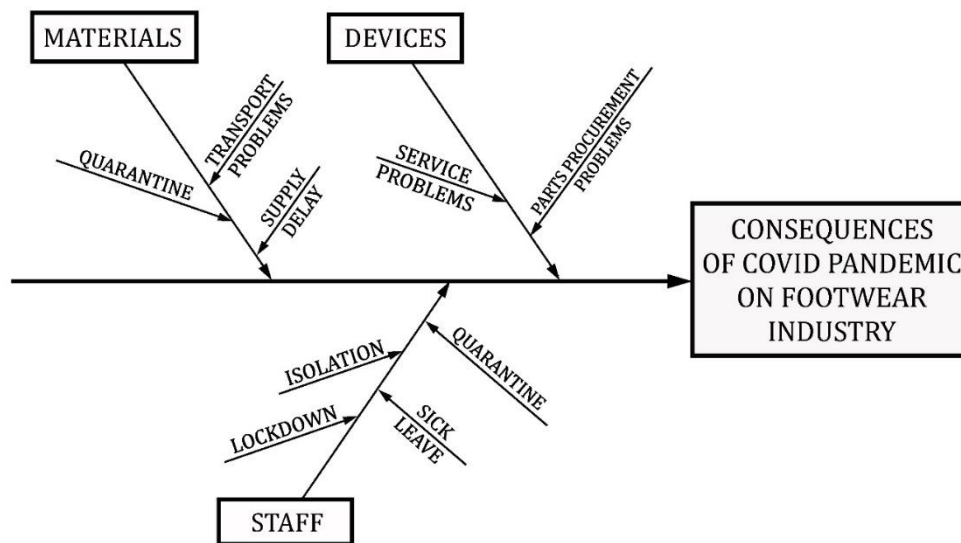 MATERIALS
DEVICES
TRANSPORT
PROBLEMS
QUARANTINE
SUPPLY
DELAY
SERVICE
PROBLEMS
PARTS PROCUREMENT
PROBLEMS
CONSEQUENCES
OF COVID PANDEMIC
ON FOOTWEAR
INDUSTRY
ISOLATION
QUARANTINE
LOCKDOWN
SICK
LEAVE
STAFF